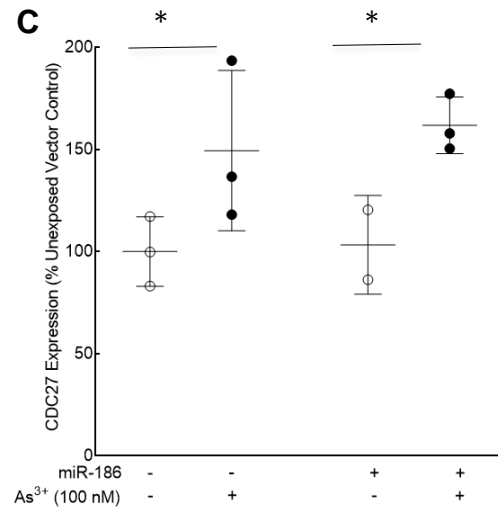 C
* *
200
150
100
50
0
CDC27 Expression (% Unexposed Vector Control)
miR-186 - - + +
As³⁺ (100 nM) - + - +